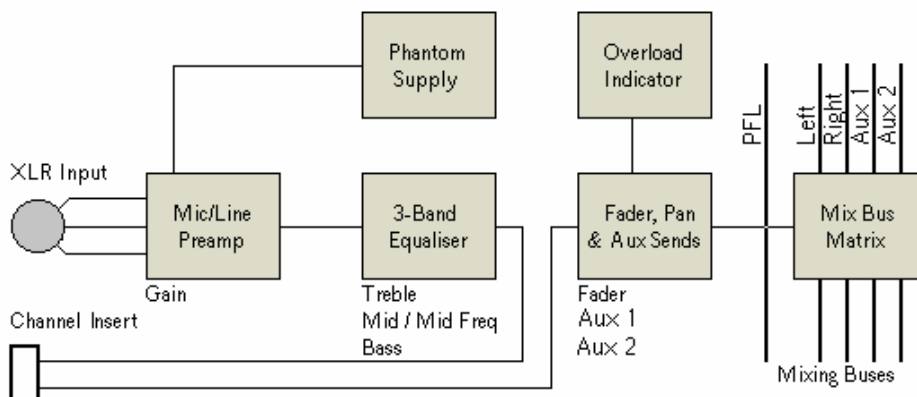 Phantom
Supply
Overload
Indicator
PFL
Left
Right
Aux 1
Aux 2
XLR Input
Mic/Line
Preamp
3-Band
Equaliser
Fader, Pan
& Aux Sends
Mix Bus
Matrix
Gain
Treble
Mid / Mid Freq
Bass
Fader
Aux 1
Aux 2
Channel Insert
Mixing Buses